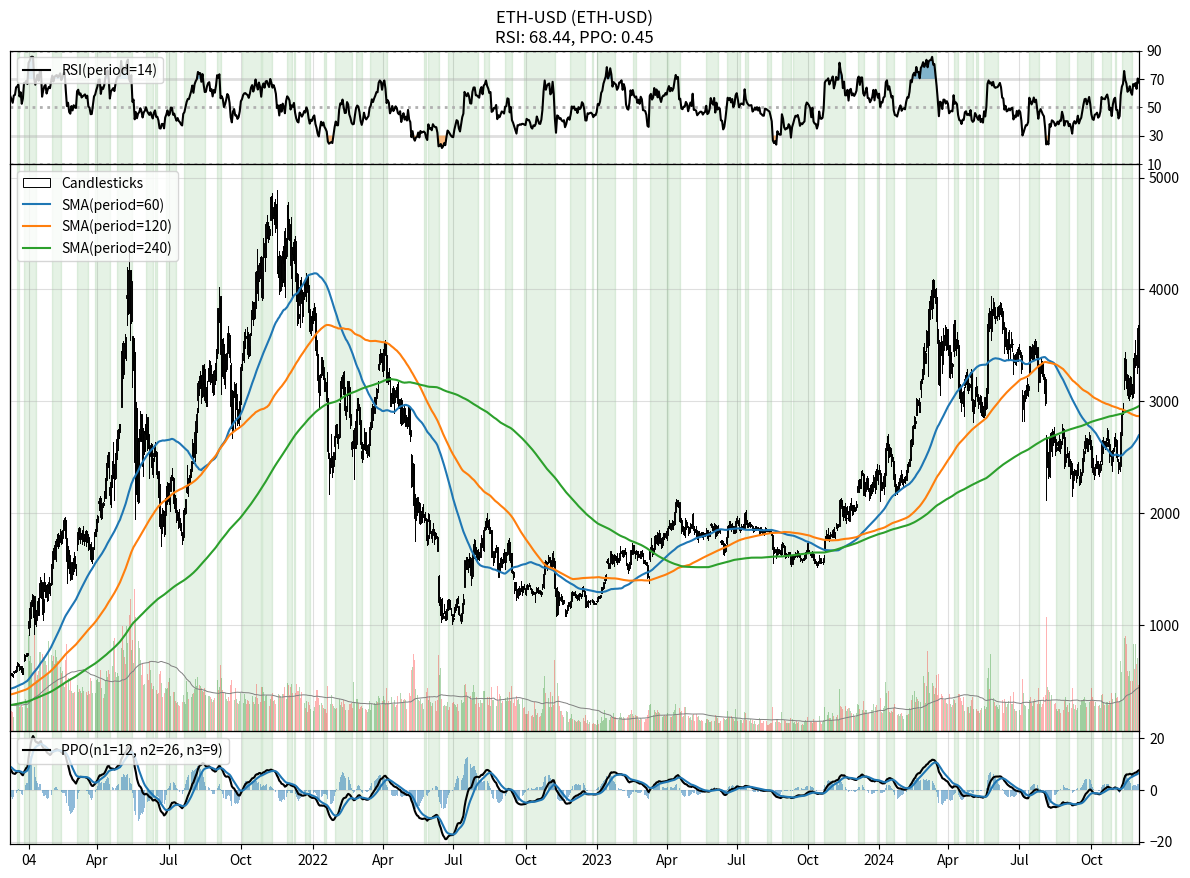 ETH-USD (ETH-USD)
RSI: 68.44, PPO: 0.45
RSI(period=14)
90
70
50
30
10
Candlesticks
SMA(period=60)
SMA(period=120)
SMA(period=240)
5000
4000
3000
2000
1000
PPO(n1=12, n2=26, n3=9)
20
0
−20
04 Apr Jul Oct 2022 Apr Jul Oct 2023 Apr Jul Oct 2024 Apr Jul Oct